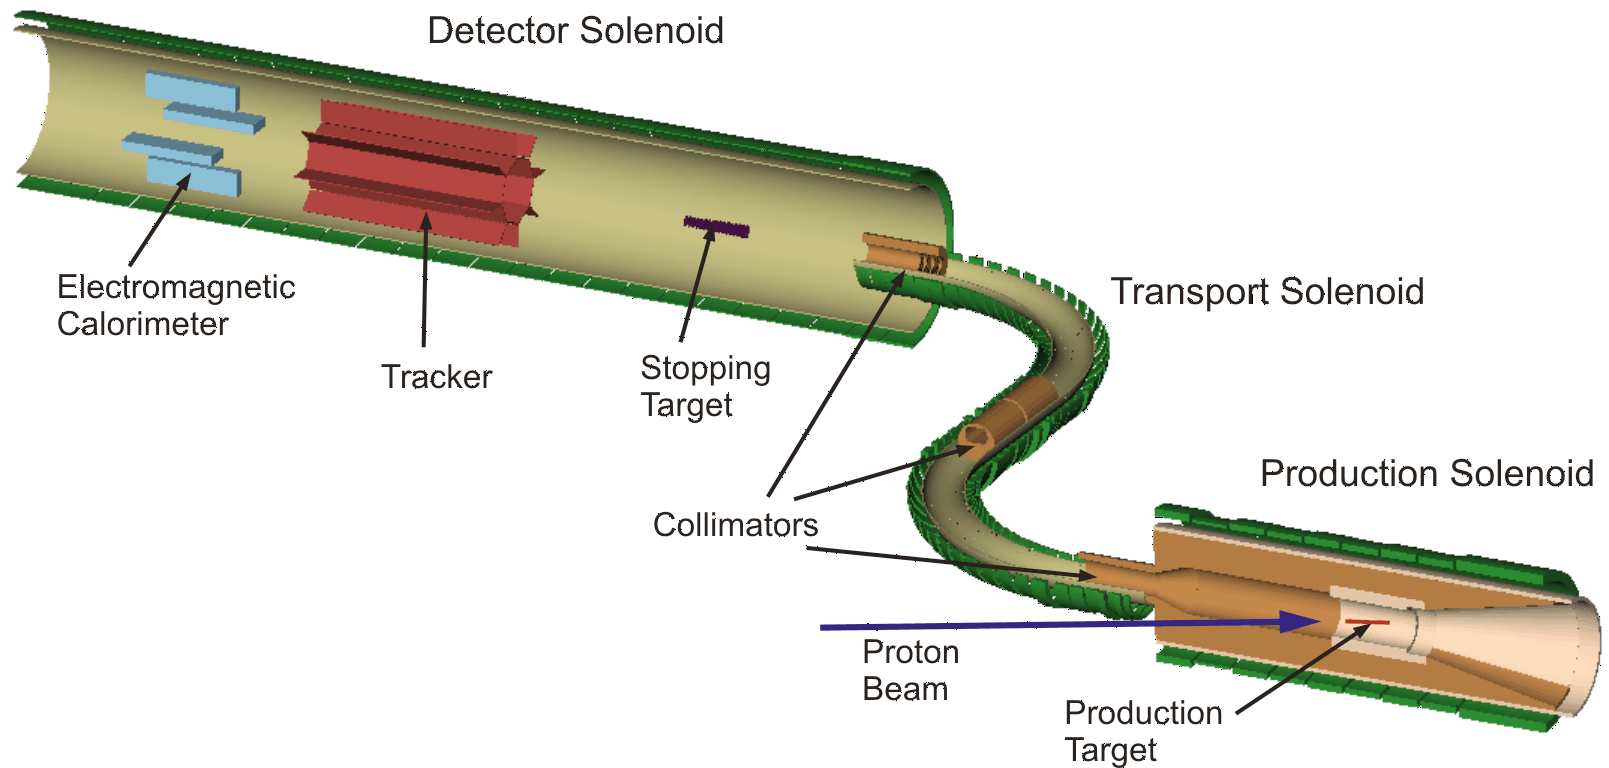 Detector Solenoid
Electromagnetic
Calorimeter
Tracker
Stopping
Target
Transport Solenoid
Collimators
Production Solenoid
Proton
Beam
Production
Target